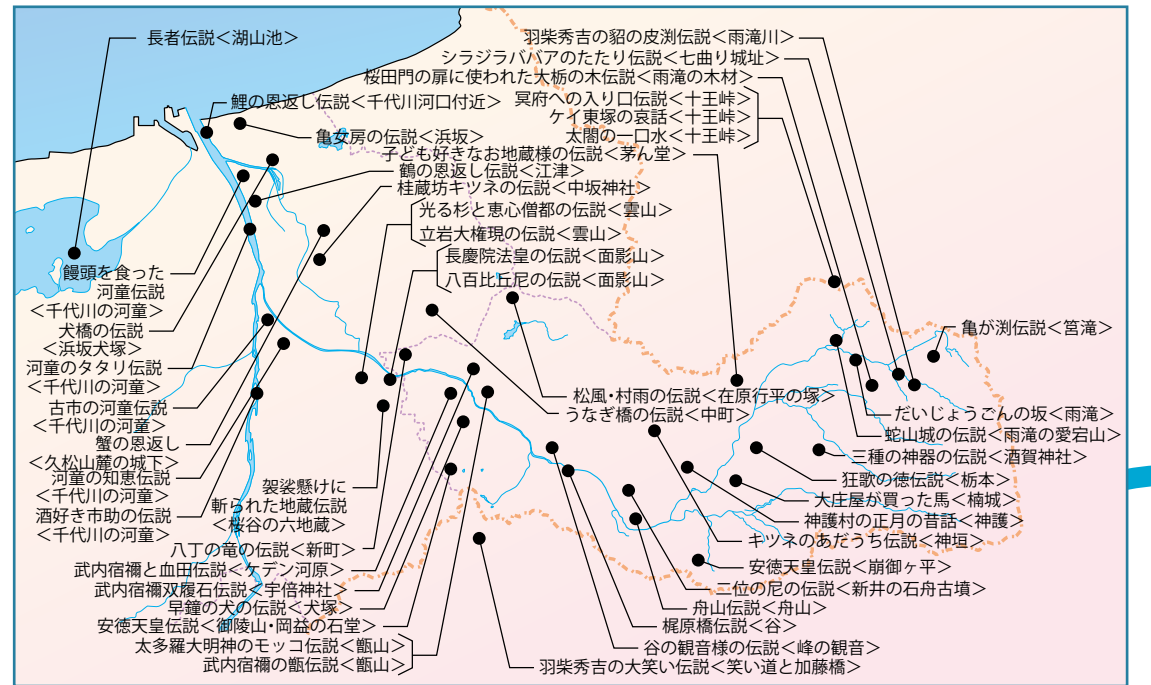 長者伝説＜湖山池＞
鯉の恩返し伝説＜千代川河口付近＞
亀女房の伝説＜浜坂＞
羽柴秀吉の貂の皮渕伝説＜雨滝川＞
シラジラババアのたたり伝説＜七曲り城址＞
桜田門の扉に使われた大栃の木伝説＜雨滝の木材＞
冥府への入り口伝説＜十王峠＞
ケイ東塚の哀話＜十王峠＞
太閤の一口水＜十王峠＞
子ども好きなお地蔵様の伝説＜茅ん堂＞
鶴の恩返し伝説＜江津＞
桂蔵坊キツネの伝説＜中坂神社＞
光る杉と恵心僧都の伝説＜雲山＞
立岩大権現の伝説＜雲山＞
長慶院法皇の伝説＜面影山＞
八百比丘尼の伝説＜面影山＞
饅頭を食った
河童伝説
＜千代川の河童＞
犬橋の伝説
＜浜坂犬塚＞
河童のタタリ伝説
＜千代川の河童＞
古市の河童伝説
＜千代川の河童＞
蟹の恩返し
＜久松山麓の城下＞
河童の知恵伝説
＜千代川の河童＞
酒好き市助の伝説
＜千代川の河童＞
袈裟懸けに
斬られた地蔵伝説
＜桜谷の六地蔵＞
八丁の竜の伝説＜新町＞
武内宿禰と血田伝説＜ケデン河原＞
武内宿禰双履石伝説＜宇倍神社＞
早鐘の犬の伝説＜犬塚＞
安徳天皇伝説＜御陵山・岡益の石堂＞
太多羅大明神のモッコ伝説＜甑山＞
武内宿禰の甑伝説＜甑山＞
亀が渕伝説＜筥滝＞
松風・村雨の伝説＜在原行平の塚＞
うなぎ橋の伝説＜中町＞
だいじょうごんの坂＜雨滝＞
蛇山城の伝説＜雨滝の愛宕山＞
三種の神器の伝説＜酒賀神社＞
狂歌の徳伝説＜栃本＞
大庄屋が買った馬＜楠城＞
神護村の正月の昔話＜神護＞
キツネのあだうち伝説＜神垣＞
安徳天皇伝説＜崩御ヶ平＞
二位の尼の伝説＜新井の石舟古墳＞
舟山伝説＜舟山＞
梶原橋伝説＜谷＞
谷の観音様の伝説＜峰の観音＞
羽柴秀吉の大笑い伝説＜笑い道と加藤橋＞